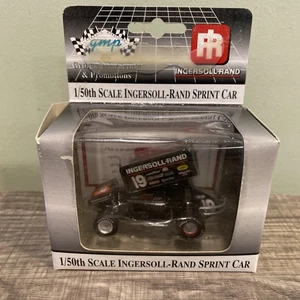 gmp
& Promotions
IR
INGERSOLL-RAND
1/50th SCALE INGERSOLL-RAND SPRINT CAR
INGERSOLL-RAND
19
1/50th SCALE INGERSOLL-RAND SPRINT CAR